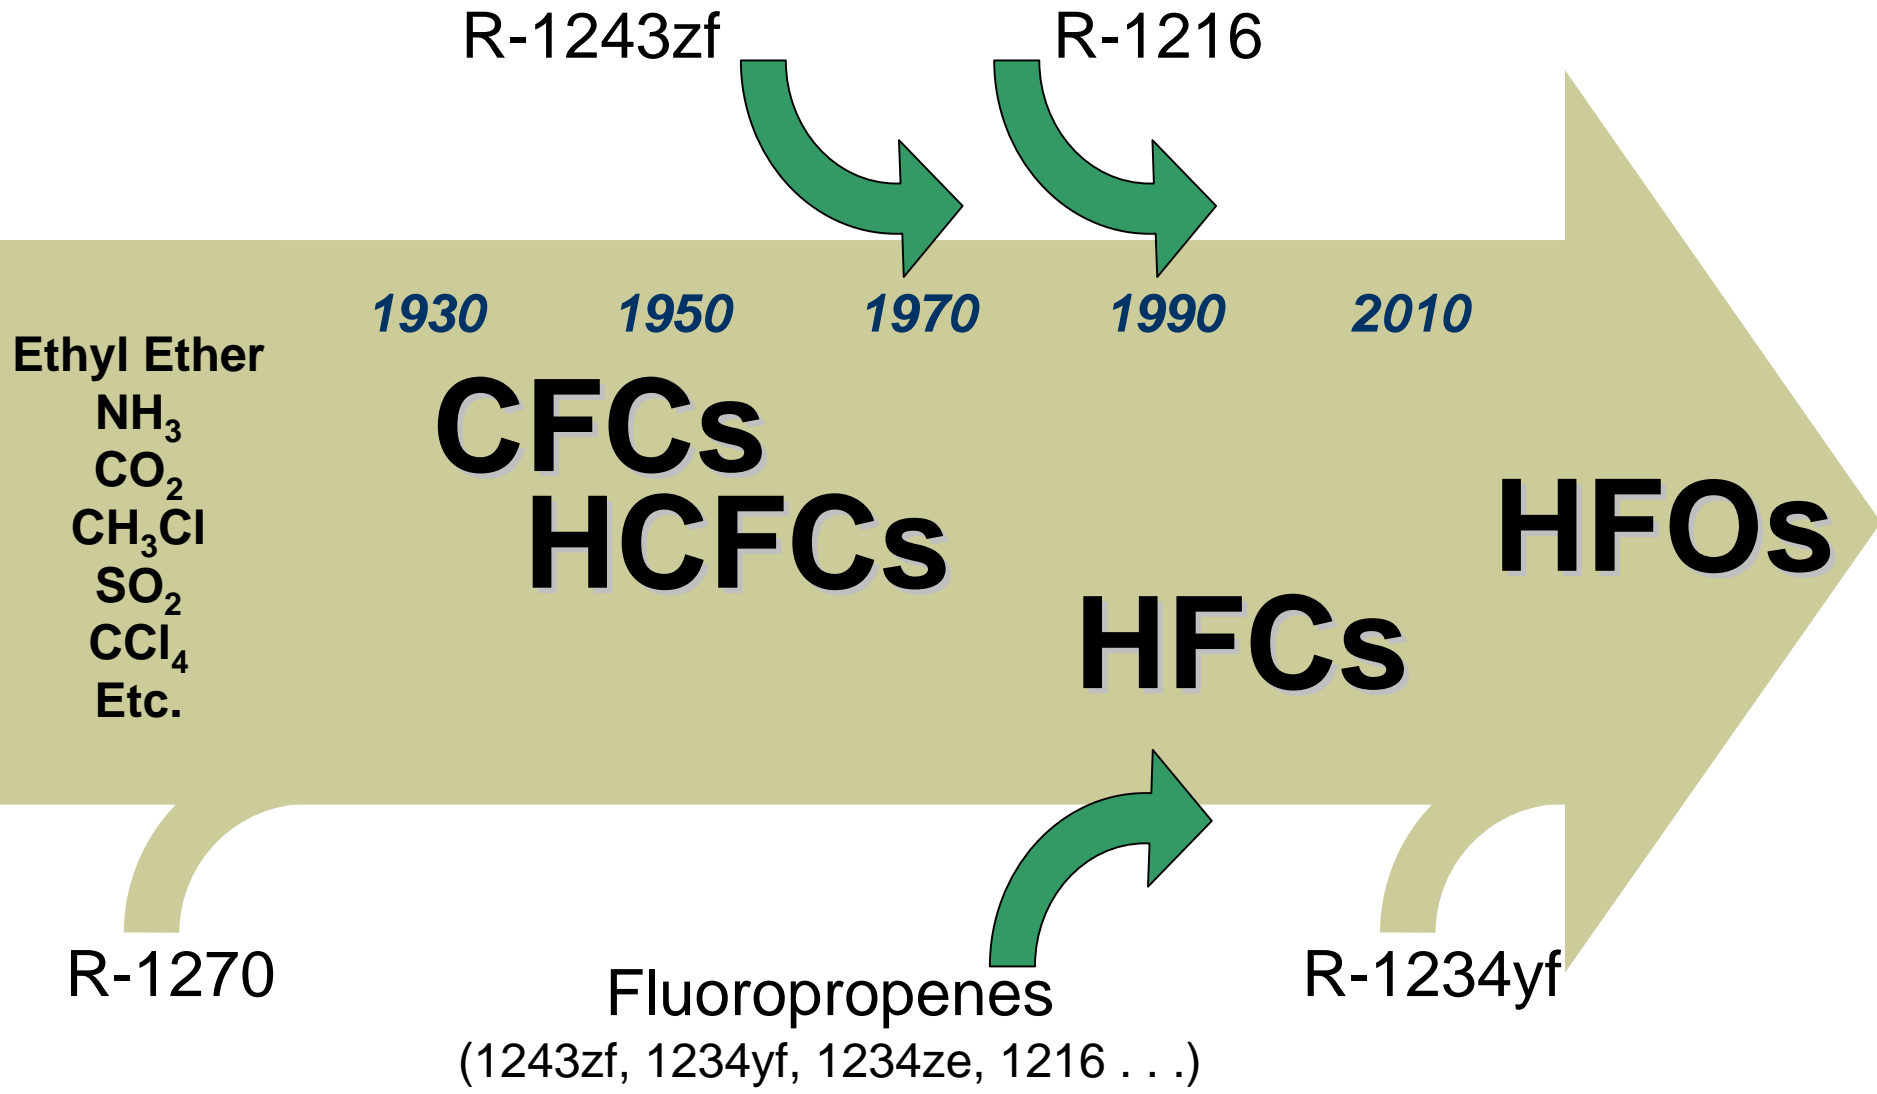 R-1243zf
R-1216
1930 1950 1970 1990 2010
Ethyl Ether
NH₃
CO₂
CH₃Cl
SO₂
CCl₄
Etc.
CFCs
HCFCs
HFCs
HFOs
R-1270
Fluoropropenes
(1243zf, 1234yf, 1234ze, 1216 . . .)
R-1234yf